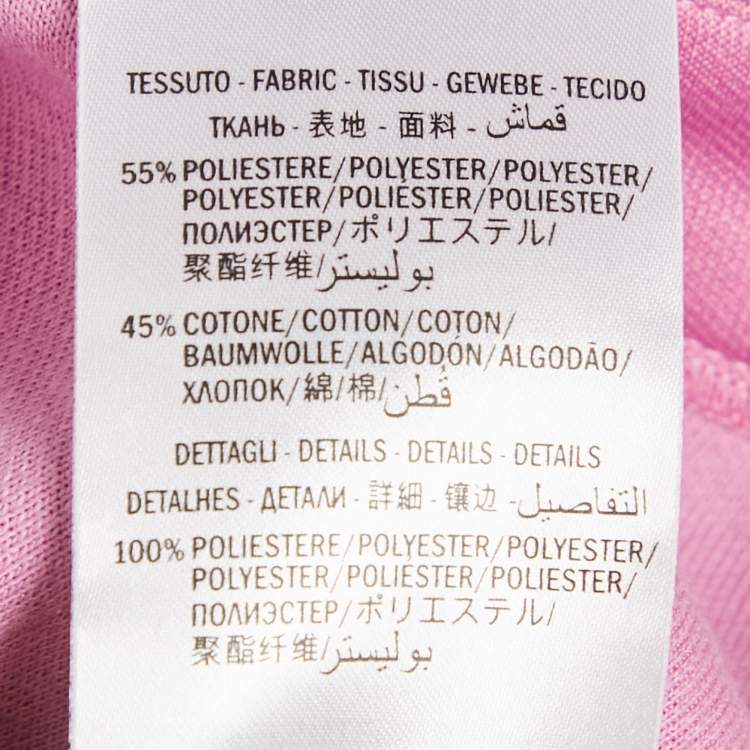 TESSUTO - FABRIC - TISSU - GEWEBE - TECIDO
ТКАНЬ - 表地 - 面料 - قماش
55% POLIESTERE/POLYESTER/POLYESTER/
POLYESTER/POLIÉSTER/POLIESTER/
ПОЛИЭСТЕР/ポリエステル/
聚酯纤维/بوليستر
45% COTONE/COTTON/COTON/
BAUMWOLLE/ALGODÓN/ALGODÃO/
ХЛОПОК/綿/棉/قُطن
DETTAGLI - DETAILS - DETAILS - DETAILS
DETALHES - ДЕТАЛИ - 詳細 - 镶边 - التفاصيل
100% POLIESTERE/POLYESTER/POLYESTER/
POLYESTER/POLIÉSTER/POLIESTER/
ПОЛИЭСТЕР/ポリエステル/
聚酯纤维/بوليستر